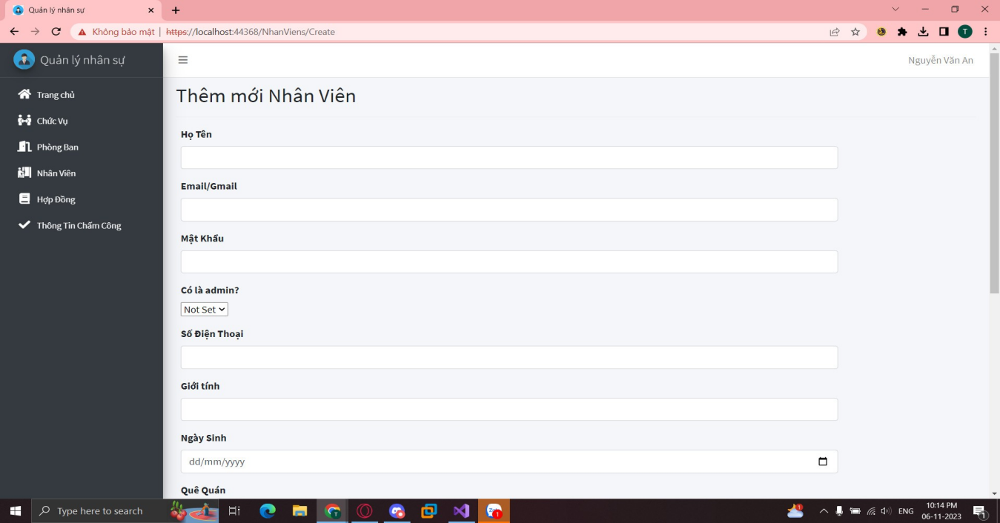 Quản lý nhân sự
Không bảo mật | https://localhost:44368/NhanViens/Create
T
Quản lý nhân sự
Nguyễn Văn An
Trang chủ
Chức Vụ
Phòng Ban
Nhân Viên
Hợp Đồng
Thông Tin Chấm Công
Thêm mới Nhân Viên
Họ Tên
Email/Gmail
Mật Khẩu
Có là admin?
Not Set
Số Điện Thoại
Giới tính
Ngày Sinh
dd/mm/yyyy
Quê Quán
Type here to search
ENG
10:14 PM
06-11-2023
1